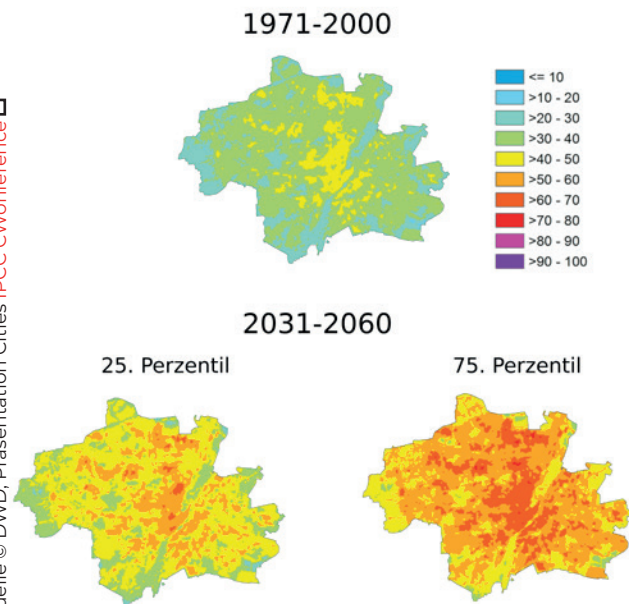 1971-2000
<= 10
>10 - 20
>20 - 30
>30 - 40
>40 - 50
>50 - 60
>60 - 70
>70 - 80
>80 - 90
>90 - 100
2031-2060
25. Perzentil
75. Perzentil
© DWD, Präsentation Cities IPCC CWonference